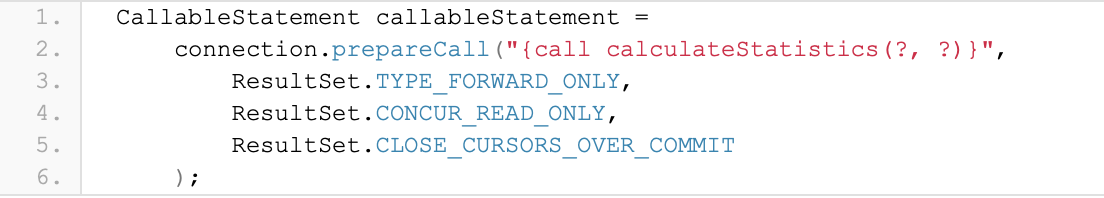 1. CallableStatement callableStatement =
2. connection.prepareCall("{call calculateStatistics(?, ?)}",
3. ResultSet.TYPE_FORWARD_ONLY,
4. ResultSet.CONCUR_READ_ONLY,
5. ResultSet.CLOSE_CURSORS_OVER_COMMIT
6. );